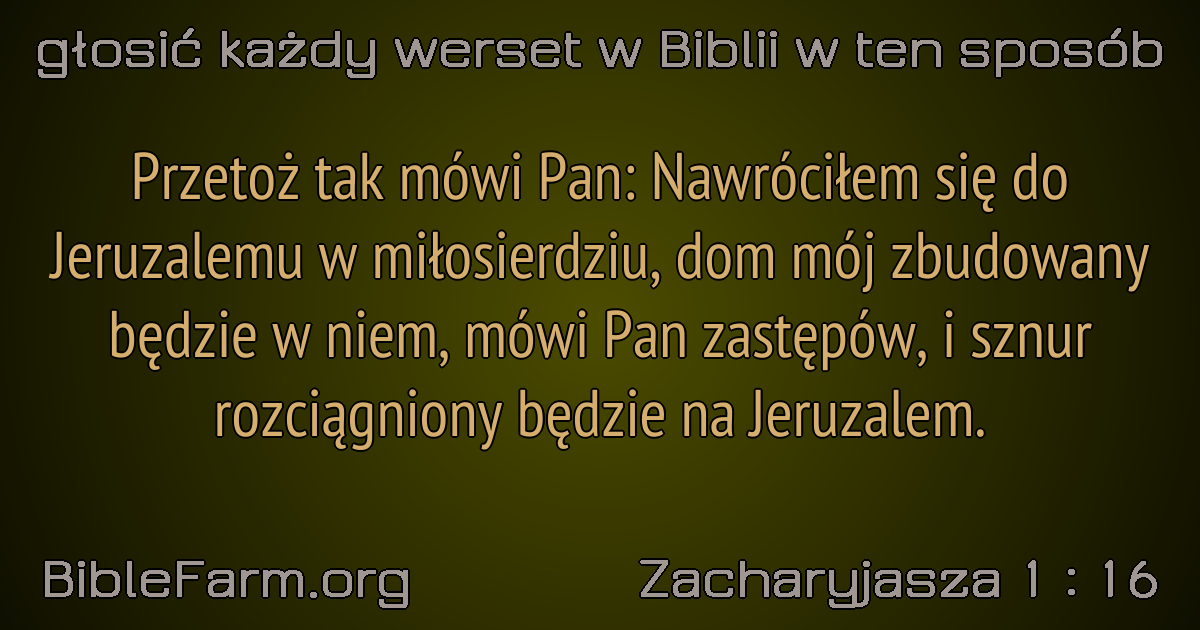 głosić każdy werset w Biblii w ten sposób
Przetoż tak mówi Pan: Nawróciłem się do
Jeruzalemu w miłosierdziu, dom mój zbudowany
będzie w niem, mówi Pan zastępów, i sznur
rozciągniony będzie na Jeruzalem.
BibleFarm.org
Zacharyjasza 1 : 16